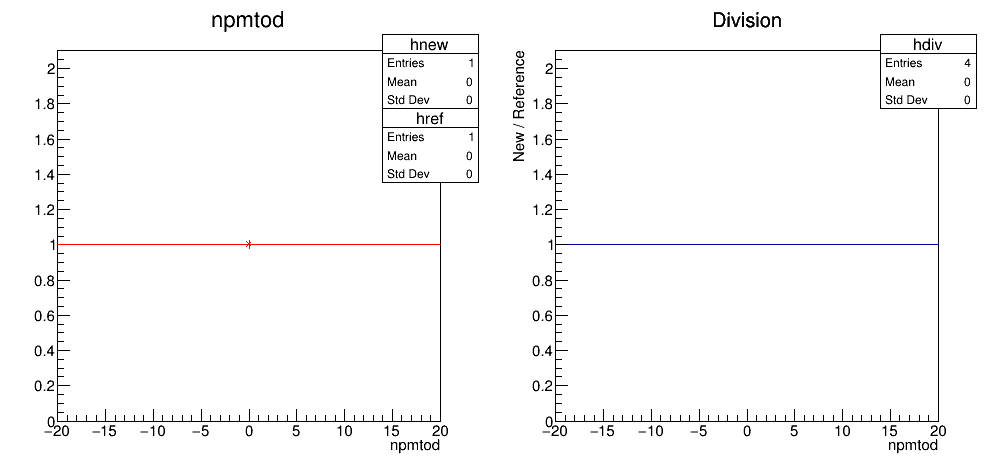 npmtod
hnew
Entries 1
Mean 0
Std Dev 0
href
Entries 1
Mean 0
Std Dev 0
2
1.8
1.6
1.4
1.2
1
0.8
0.6
0.4
0.2
0
−20 −15 −10 −5 0 5 10 15 20
npmtod
Division
hdiv
Entries 4
Mean 0
Std Dev 0
New / Reference
2
1.8
1.6
1.4
1.2
1
0.8
0.6
0.4
0.2
0
−20 −15 −10 −5 0 5 10 15 20
npmtod